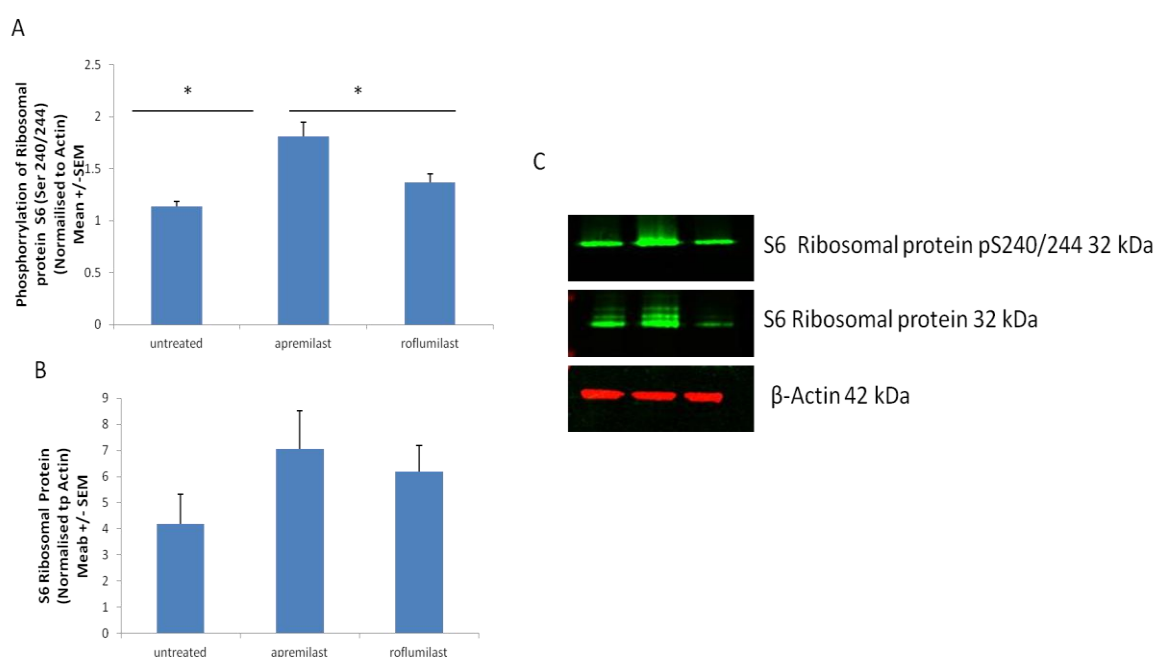 A
Phosphorrylation of Ribosomal
protein S6 (Ser 240/244)
(Normailised to Actin)
Mean +/-SEM
2.5
2
1.5
1
0.5
0
*
*
untreated
apremilast
roflumilast
B
S6 Ribosomal Protein
(Normalised tp Actin)
Meab +/- SEM
9
8
7
6
5
4
3
2
1
0
untreated
apremilast
roflumilast
C
S6 Ribosomal protein pS240/244 32 kDa
S6 Ribosomal protein 32 kDa
β-Actin 42 kDa